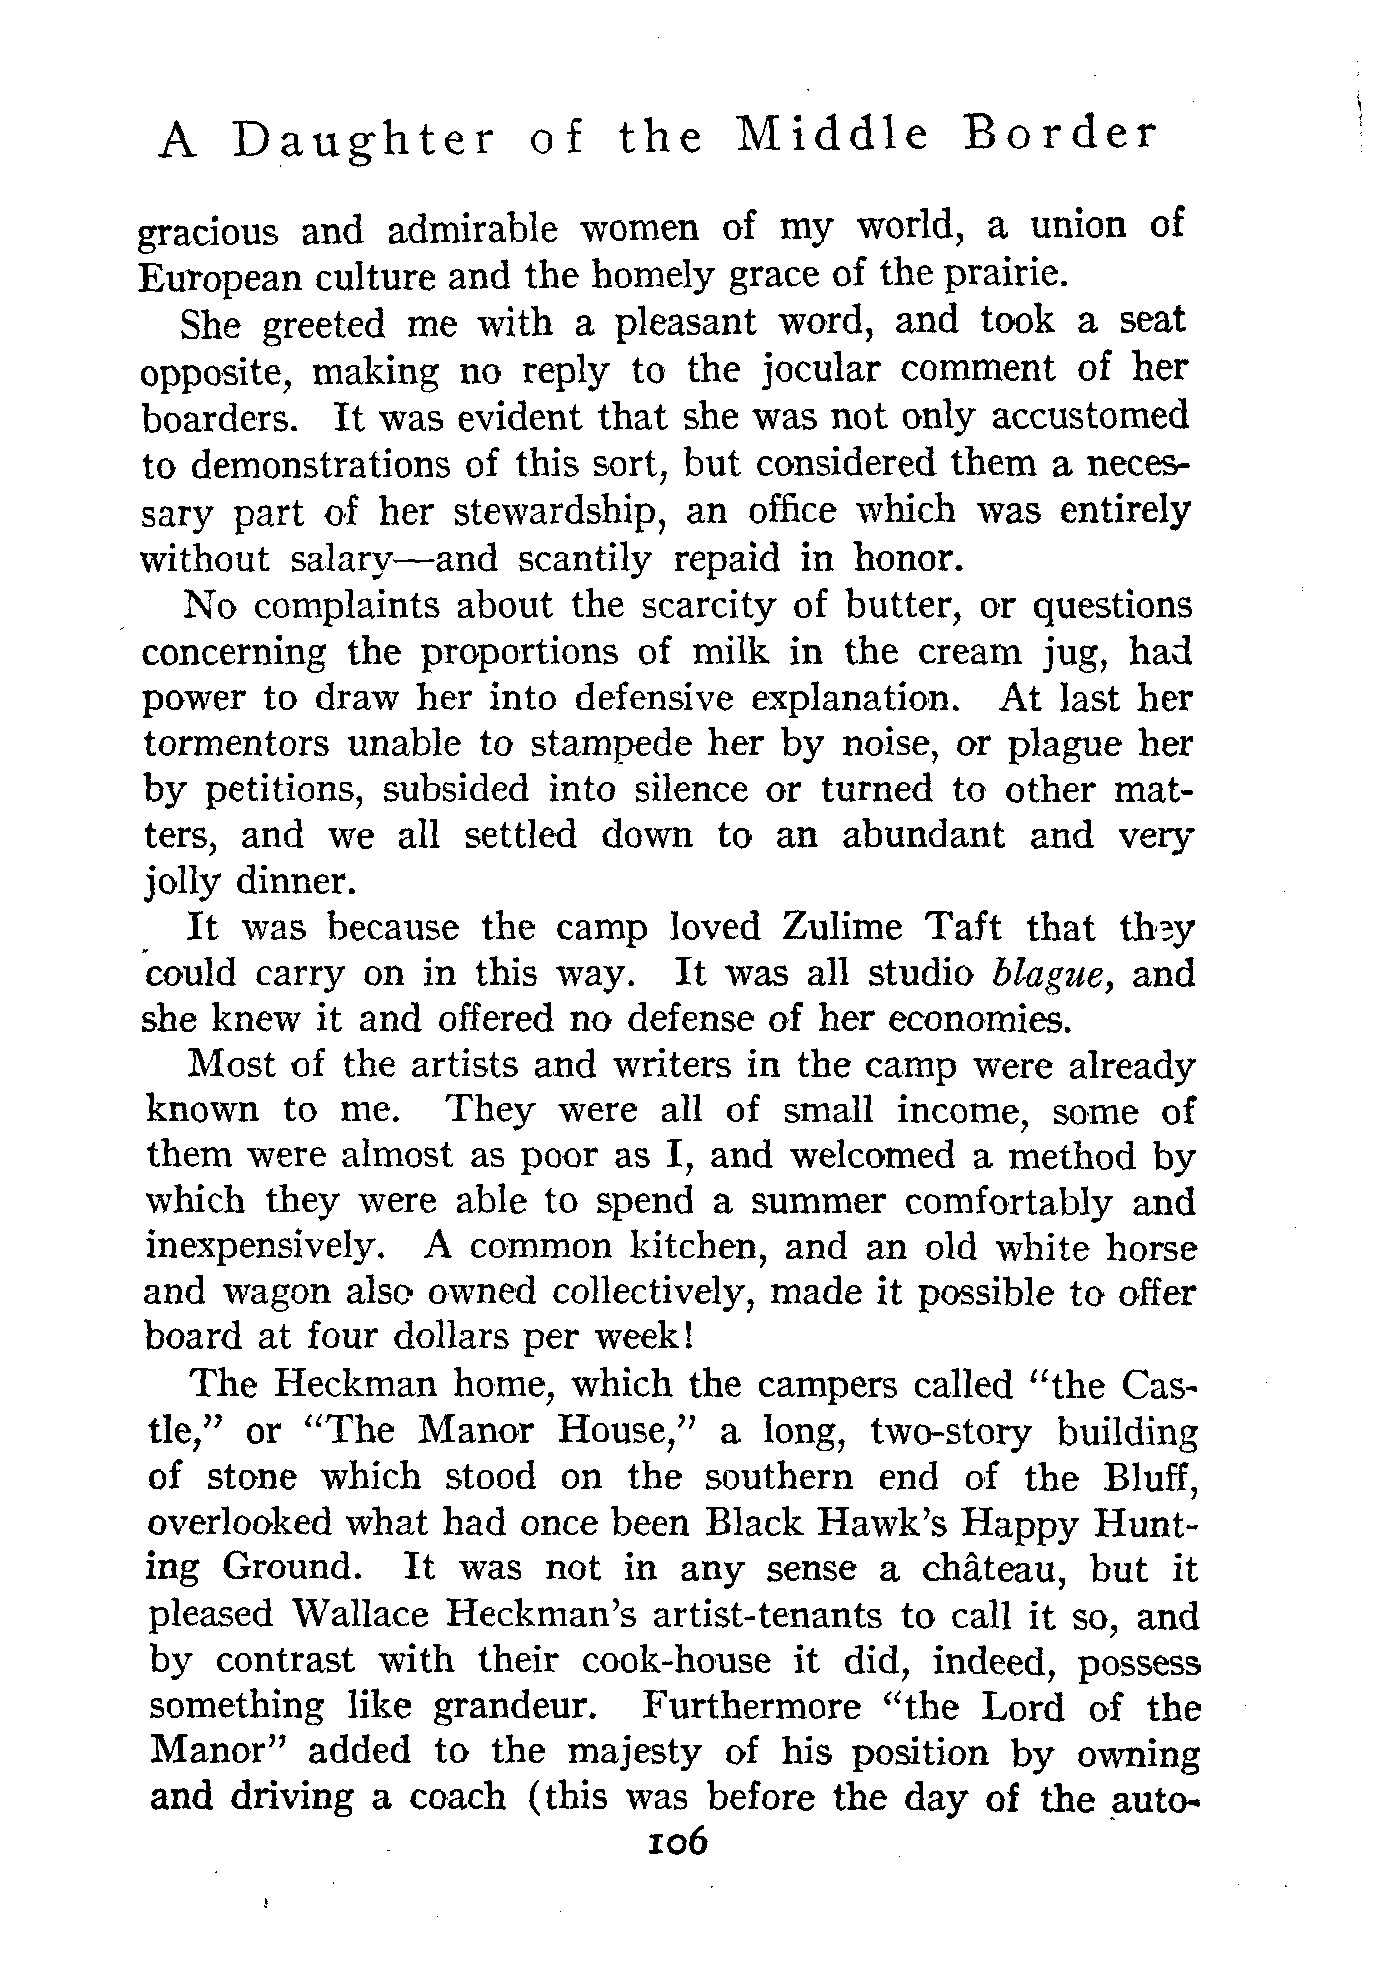 A Daughter of the Middle Border
gracious and admirable women of my world, a union of
European culture and the homely grace of the prairie.
She greeted me with a pleasant word, and took a seat
opposite, making no reply to the jocular comment of her
boarders. It was evident that she was not only accustomed
to demonstrations of this sort, but considered them a neces-
sary part of her stewardship, an office which was entirely
without salary—and scantily repaid in honor.
No complaints about the scarcity of butter, or questions
concerning the proportions of milk in the cream jug, had
power to draw her into defensive explanation. At last her
tormentors unable to stampede her by noise, or plague her
by petitions, subsided into silence or turned to other mat-
ters, and we all settled down to an abundant and very
jolly dinner.
It was because the camp loved Zulime Taft that they
could carry on in this way. It was all studio blague, and
she knew it and offered no defense of her economies.
Most of the artists and writers in the camp were already
known to me. They were all of small income, some of
them were almost as poor as I, and welcomed a method by
which they were able to spend a summer comfortably and
inexpensively. A common kitchen, and an old white horse
and wagon also owned collectively, made it possible to offer
board at four dollars per week!
The Heckman home, which the campers called "the Cas-
tle," or "The Manor House," a long, two-story building
of stone which stood on the southern end of the Bluff,
overlooked what had once been Black Hawk's Happy Hunt-
ing Ground. It was not in any sense a château, but it
pleased Wallace Heckman's artist-tenants to call it so, and
by contrast with their cook-house it did, indeed, possess
something like grandeur. Furthermore "the Lord of the
Manor" added to the majesty of his position by owning
and driving a coach (this was before the day of the auto-
106